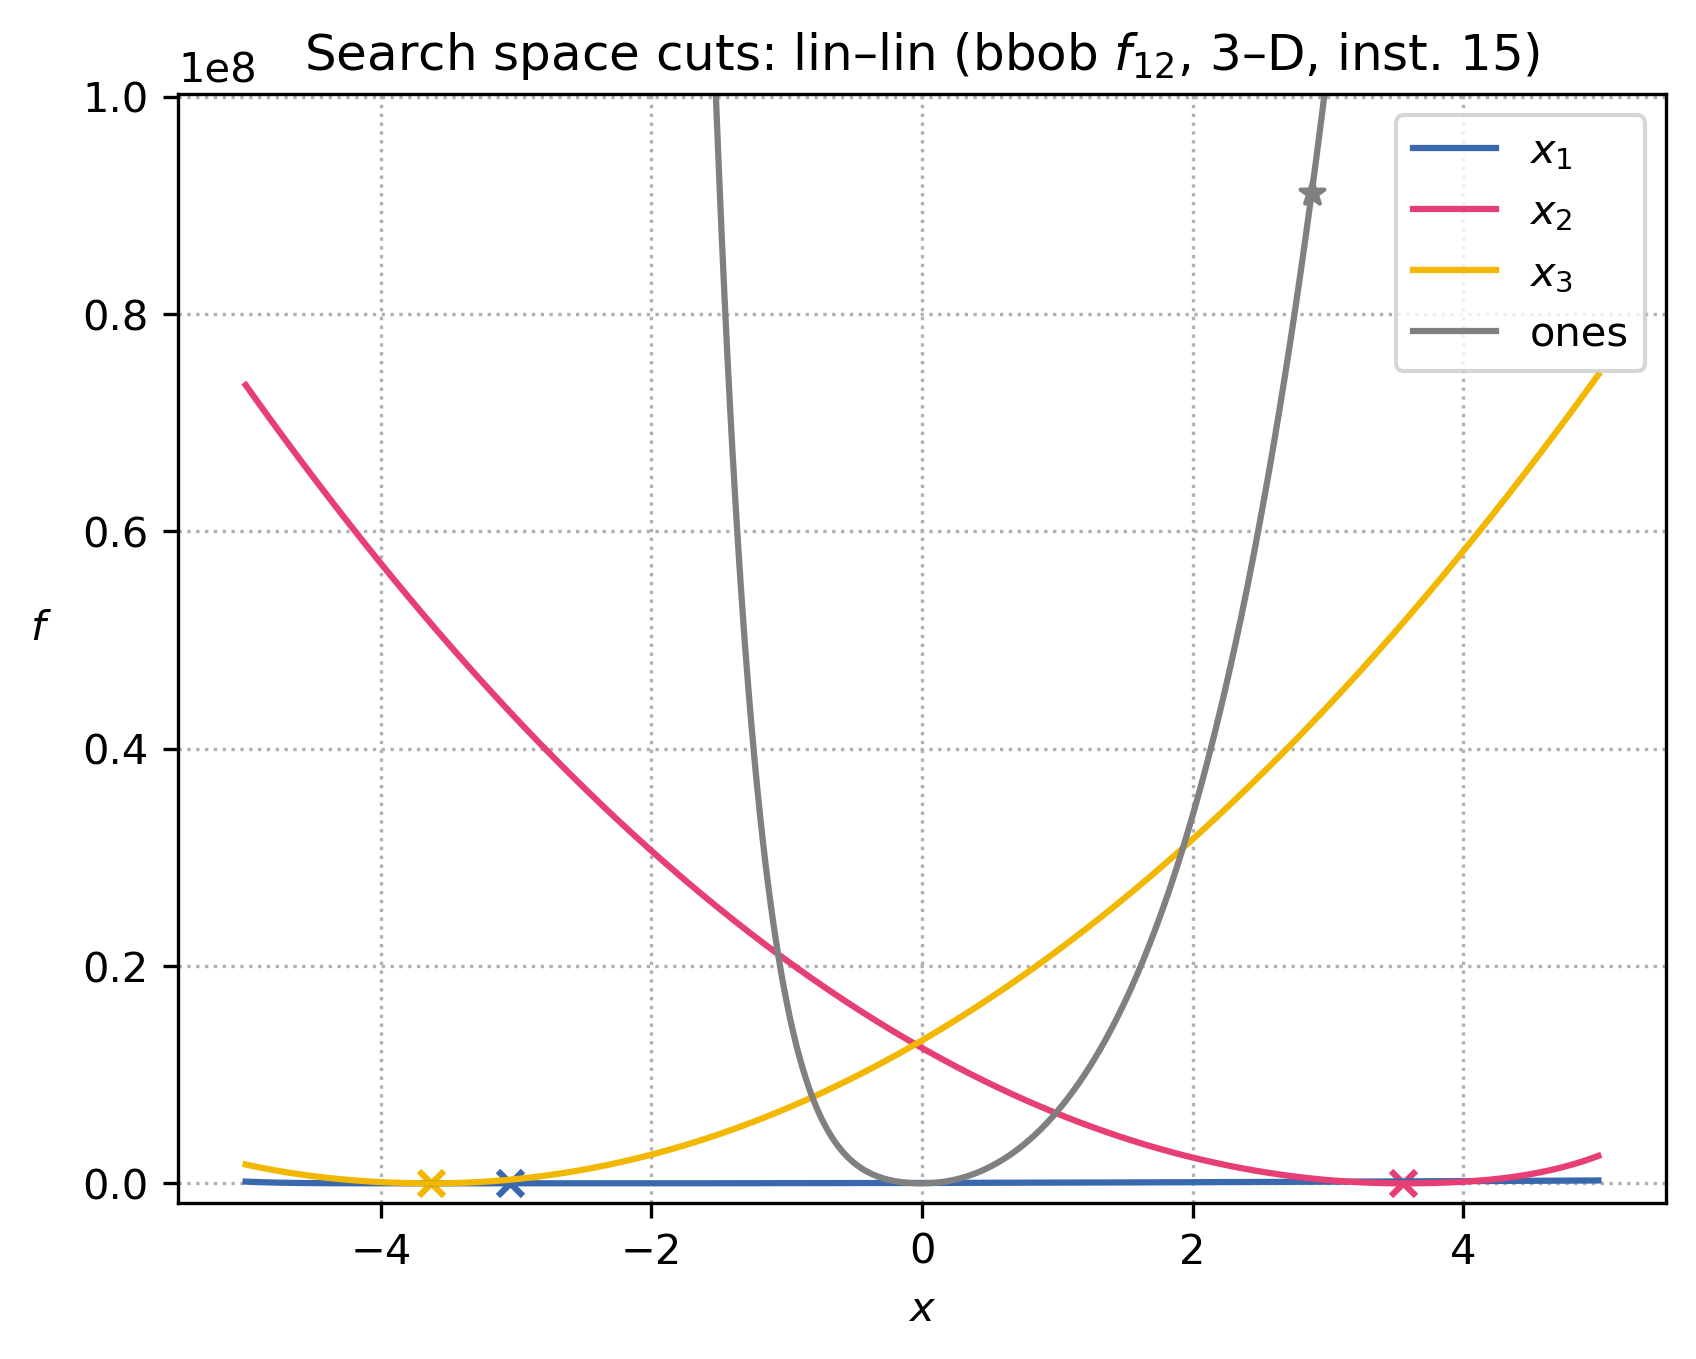 Search space cuts: lin–lin (bbob f12, 3–D, inst. 15)
1e8
1.0
0.8
0.6
0.4
0.2
0.0
f
−4
−2
0
2
4
x
x1
x2
x3
ones